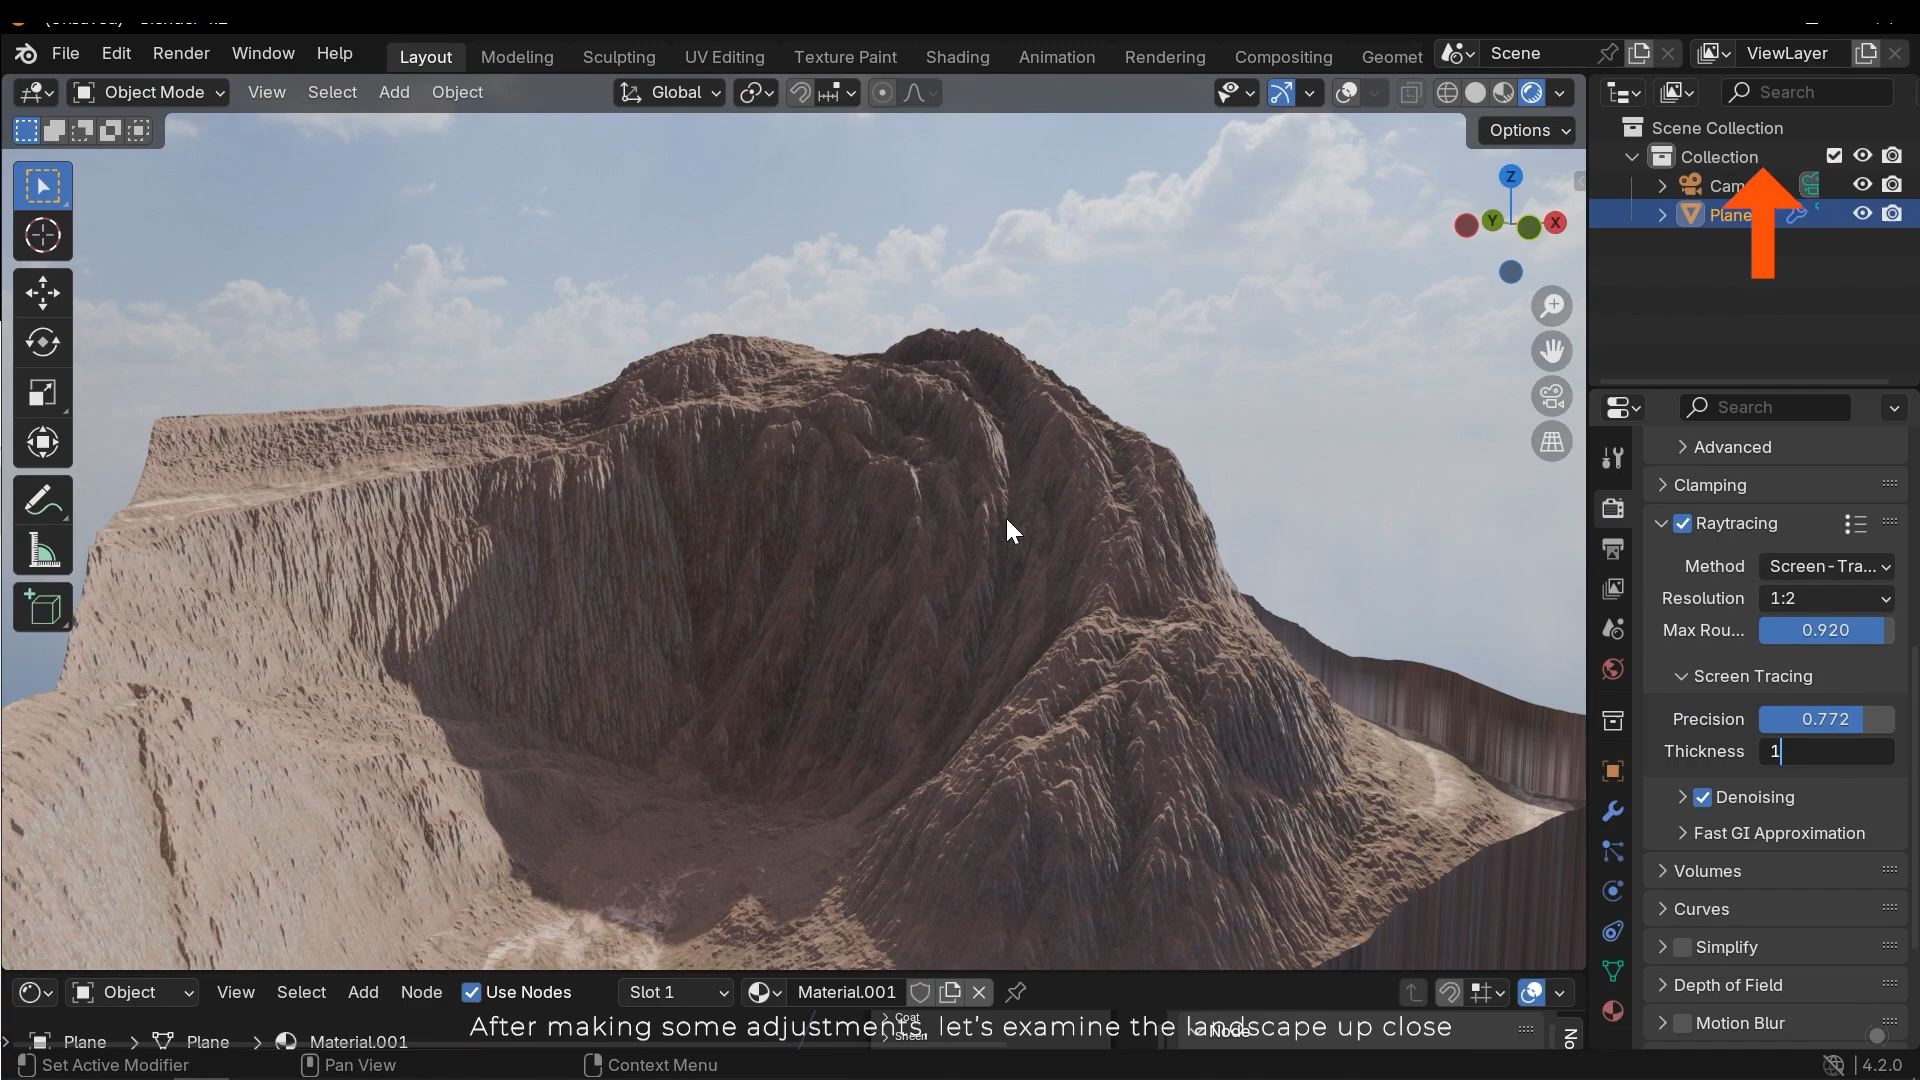 File Edit Render Window Help Layout Modeling Sculpting UV Editing Texture Paint Shading Animation Rendering Compositing Geomet Scene ViewLayer
Object Mode View Select Add Object Global Search
Options
Scene Collection
Collection
Cam
Plane
Z
Y X
Search
Advanced
Clamping
Raytracing
Method Screen-Tra...
Resolution 1:2
Max Rou... 0.920
Screen Tracing
Precision 0.772
Thickness 1
Denoising
Fast GI Approximation
Volumes
Curves
Simplify
Depth of Field
Motion Blur
Object View Select Add Node Use Nodes Slot 1 Material.001
Coat
After making some adjustments, let's examine the landscape up close
Node
Sheen
No
Plane > Plane > Material.001
Set Active Modifier Pan View Context Menu 4.2.0